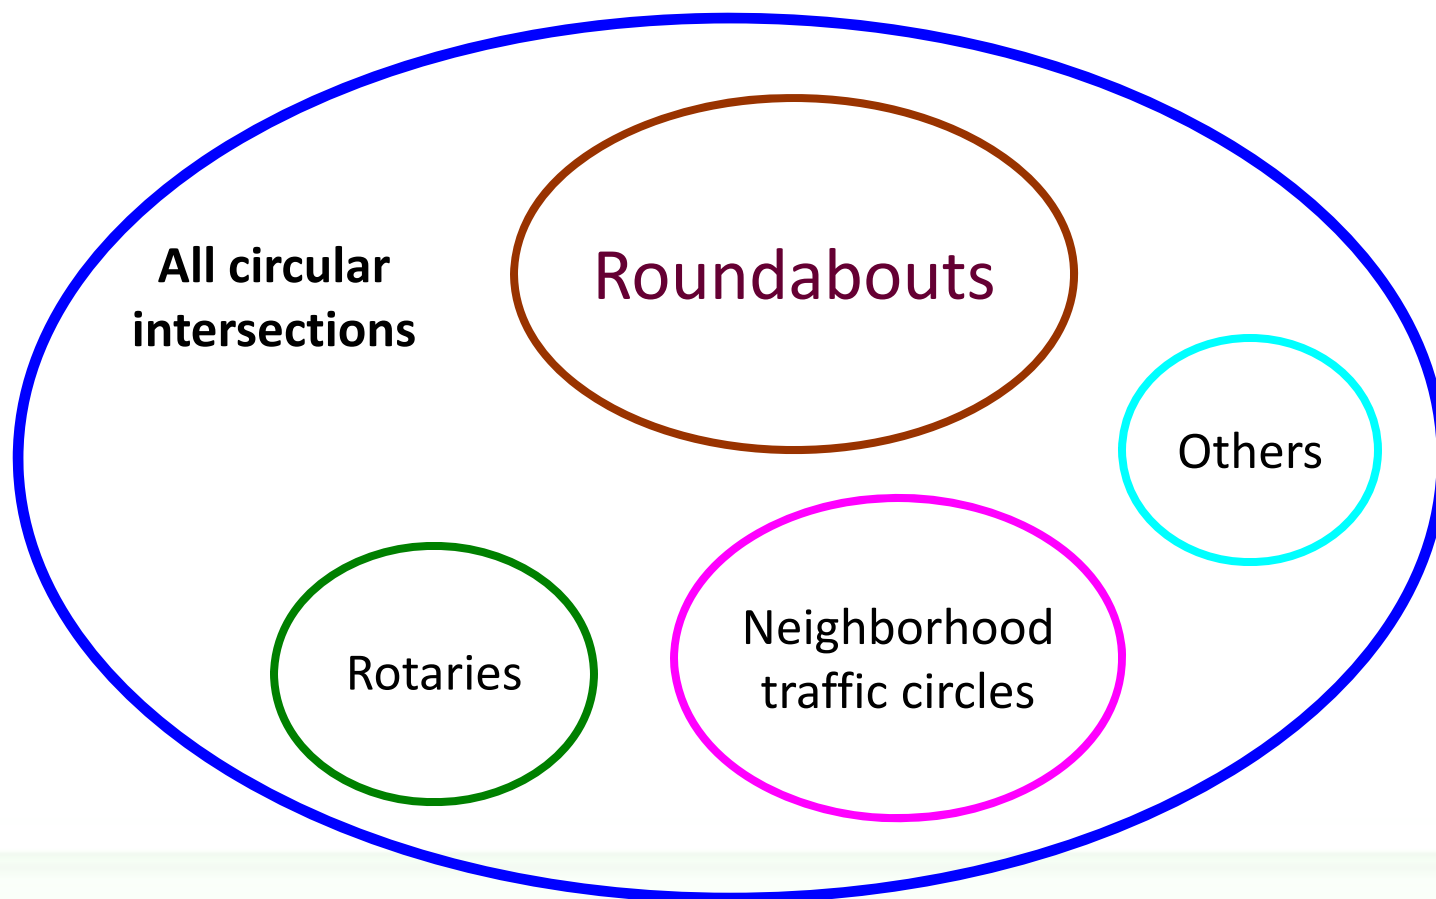 All circular
intersections
Roundabouts
Others
Rotaries
Neighborhood
traffic circles